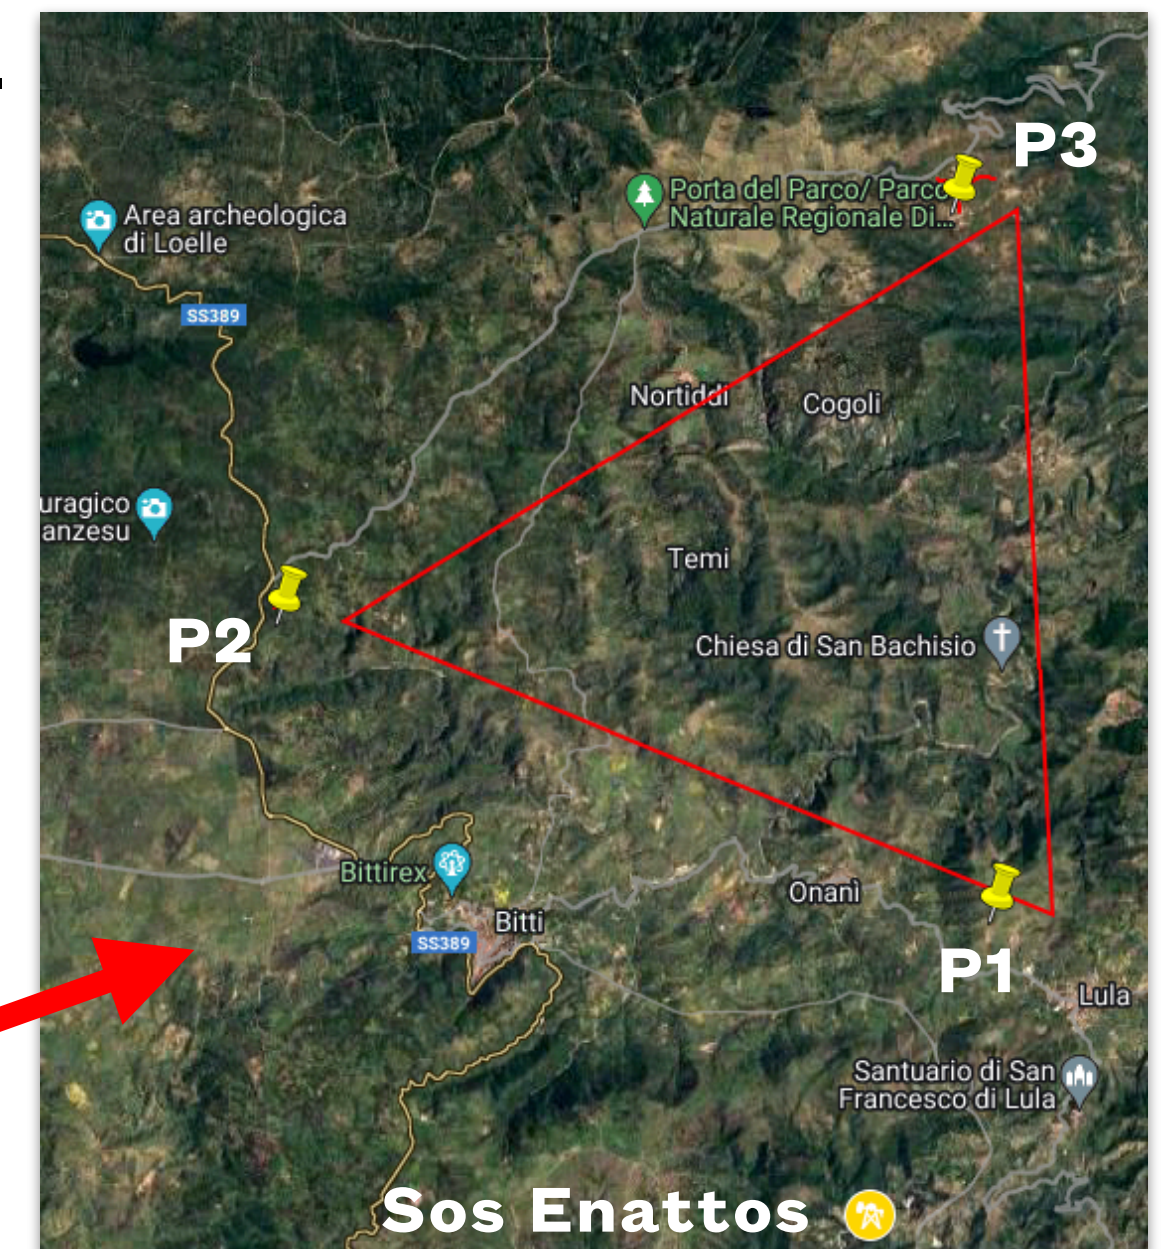 P3
Porta del Parco/ Parco
Naturale Regionale Di...
Area archeologica
di Loelle
SS389
Nortiddi
Cogoli
uragico
anzesu
Temi
P2
Chiesa di San Bachisio
Bittirex
Onanì
Bitti
SS389
P1
Lula
Santuario di San
Francesco di Lula
Sos Enattos